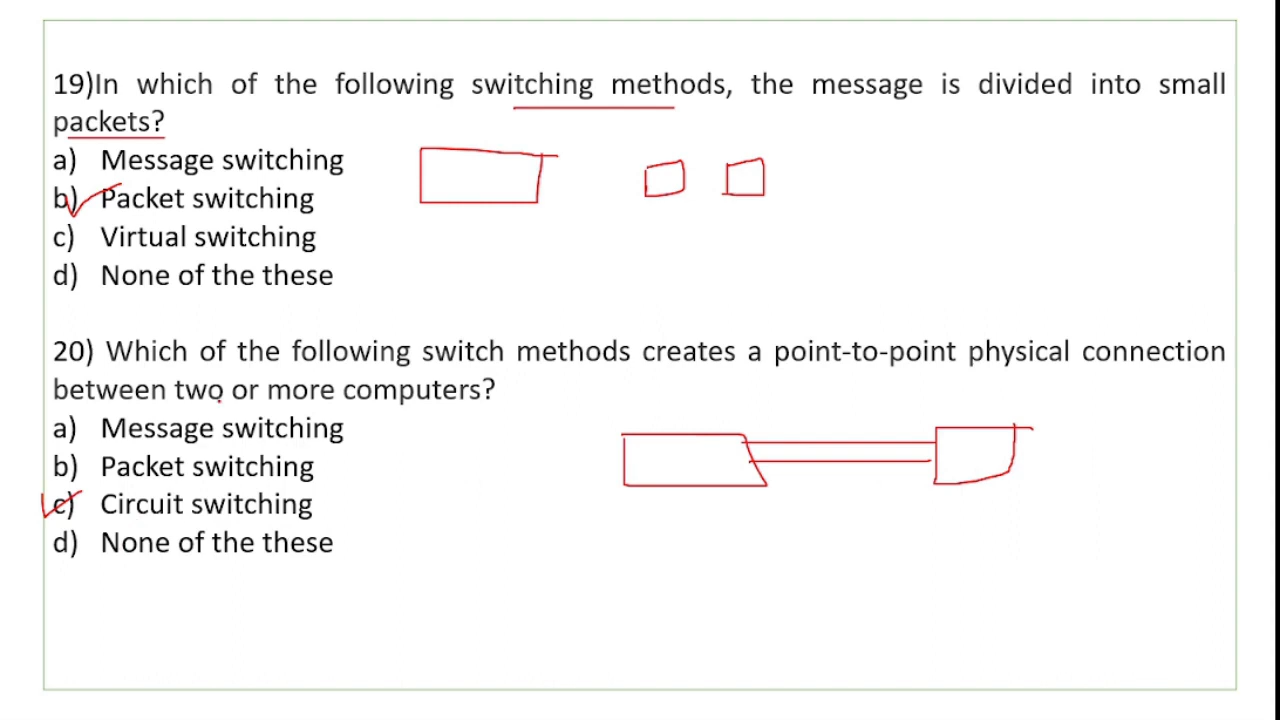 19)In which of the following switching methods, the message is divided into small
packets?
a) Message switching
b) Packet switching
c) Virtual switching
d) None of the these
20) Which of the following switch methods creates a point-to-point physical connection
between two or more computers?
a) Message switching
b) Packet switching
c) Circuit switching
d) None of the these